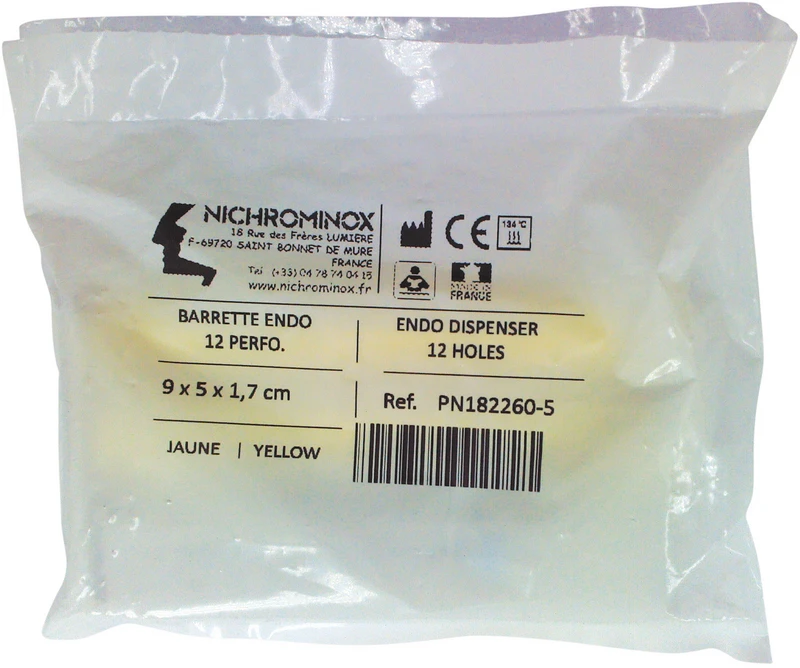 NICHROMINOX
18 Rue des Frères LUMIERE
F-69720 SAINT BONNET DE MURE
FRANCE
Tél (+33) 04 78 74 04 15
www.nichrominox.fr
CE
134 °C
MADE IN
FRANCE
BARRETTE ENDO
12 PERFO.
ENDO DISPENSER
12 HOLES
9 x 5 x 1,7 cm
Ref. PN182260-5
JAUNE | YELLOW